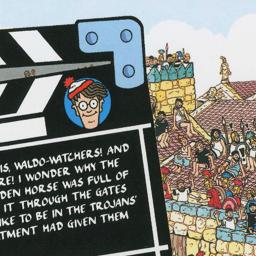 IS, WALDO-WATCHERS! AND
RE! I WONDER WHY THE
DEN HORSE WAS FULL OF
IT THROUGH THE GATES
IKE TO BE IN THE TROJANS'
TMENT HAD GIVEN THEM